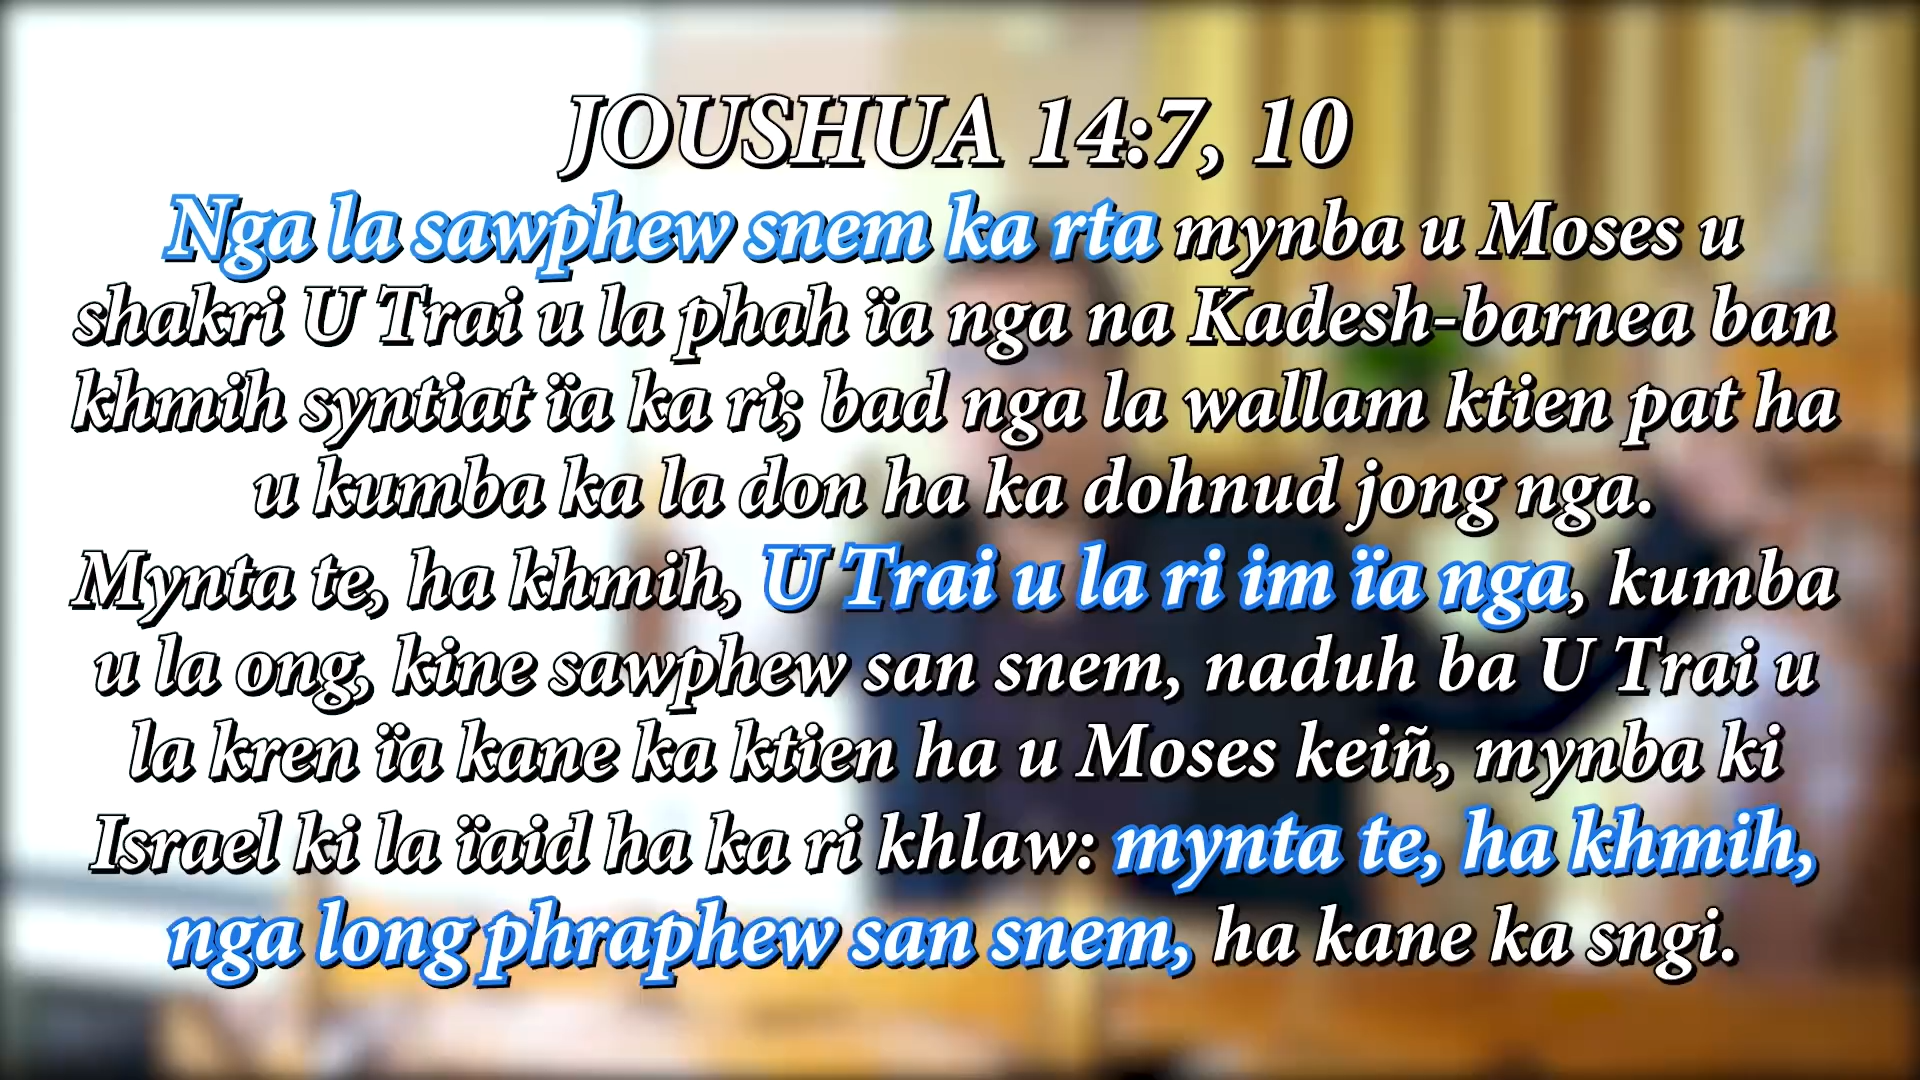 JOUSHUA 14:7, 10
Nga la sawphew snem ka rta mynba u Moses u
shakri U Trai u la phah ïa nga na Kadesh-barnea ban
khmih syntiat ïa ka ri; bad nga la wallam ktien pat ha
u kumba ka la don ha ka dohnud jong nga.
Mynta te, ha khmih, U Trai u la ri im ïa nga, kumba
u la ong, kine sawphew san snem, naduh ba U Trai u
la kren ïa kane ka ktien ha u Moses keiñ, mynba ki
Israel ki la ïaid ha ka ri khlaw: mynta te, ha khmih,
nga long phraphew san snem, ha kane ka sngi.